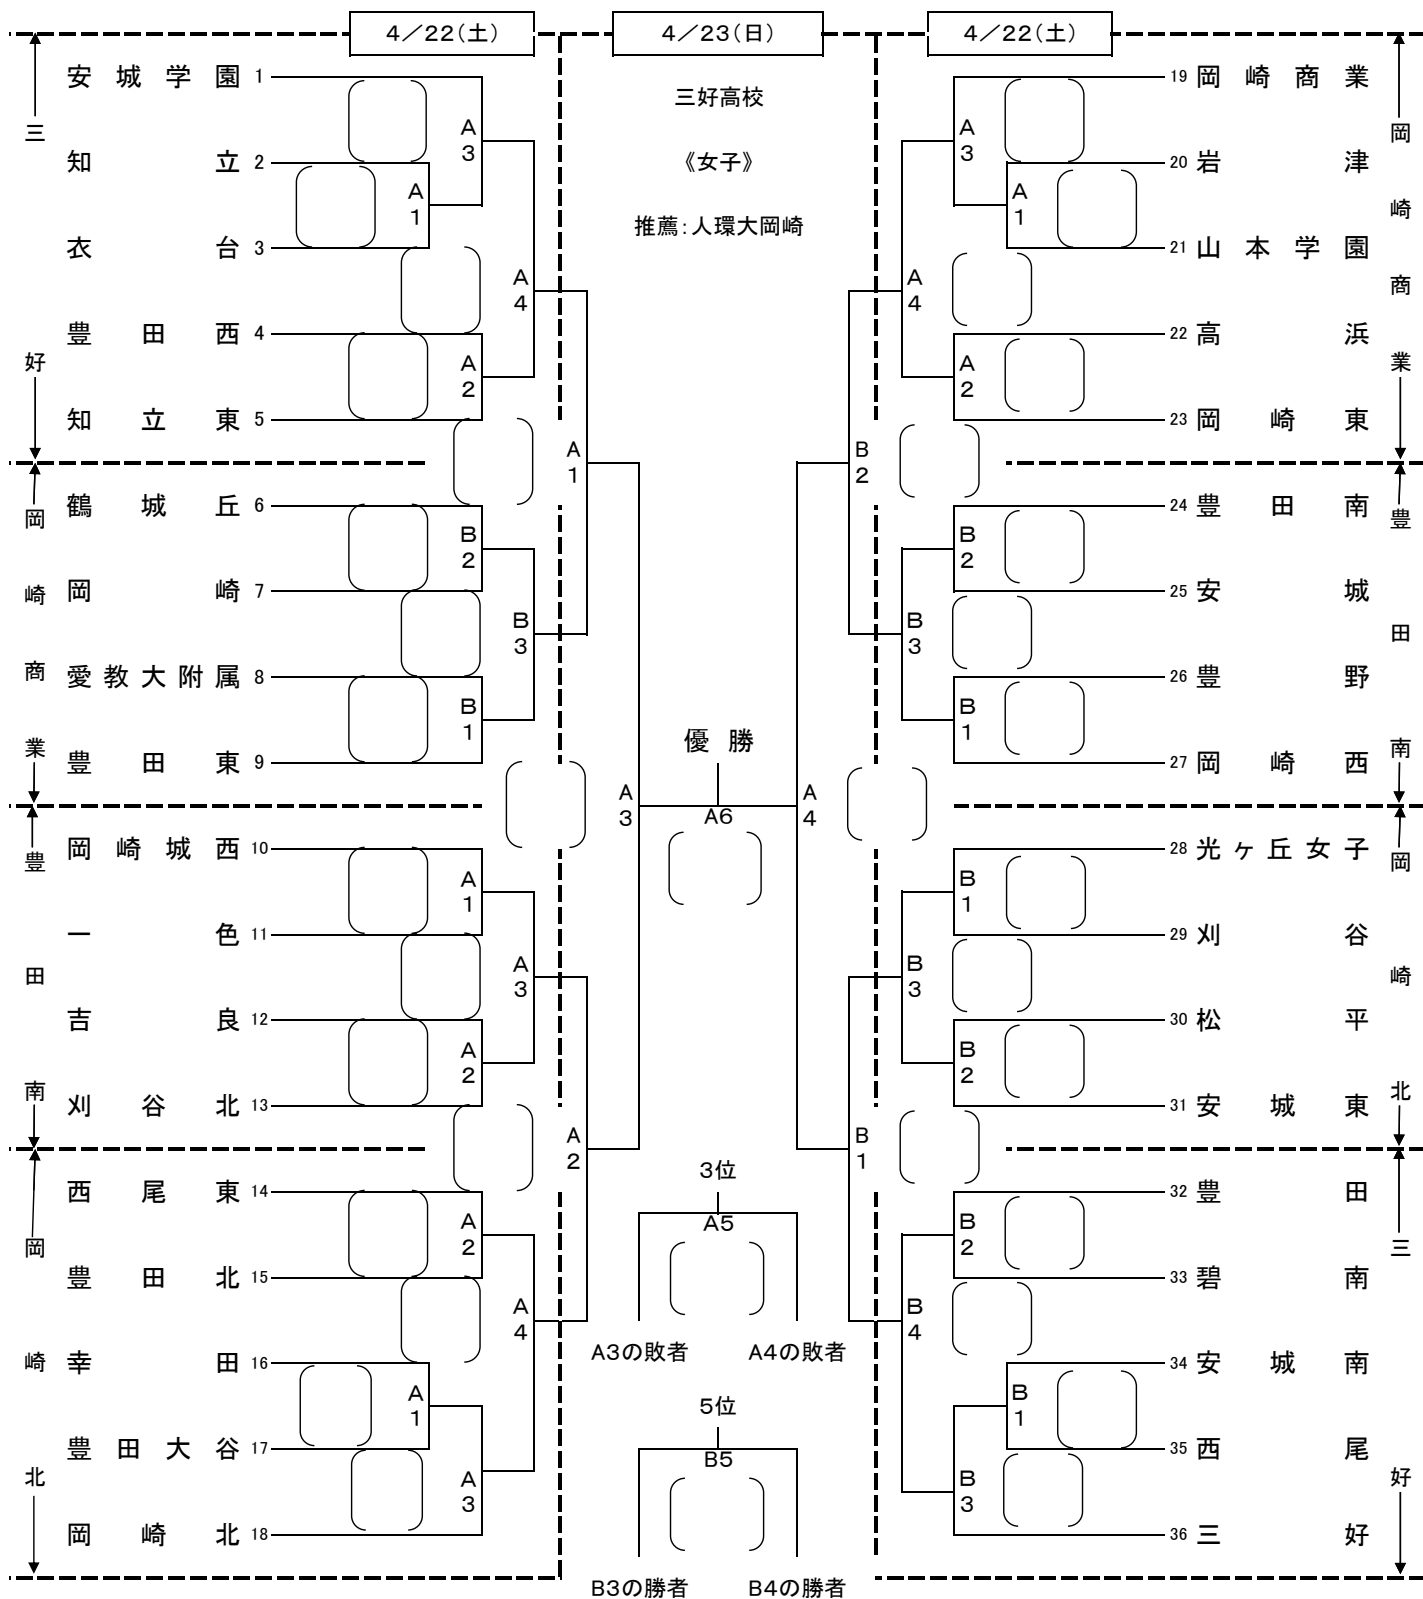 4／22(土)
4／23(日)
4／22(土)
三好高校
《女子》
推薦：人環大岡崎
三好
安城学園 1
A3
知立 2
A1
衣台 3
A4
豊田西 4
A2
知立東 5
A1
岡崎商業
鶴城丘 6
B2
岡崎 7
B3
愛教大附属 8
B1
豊田東 9
A3
豊田南
岡崎城西 10
A1
一色 11
A3
吉良 12
A2
刈谷北 13
A2
岡崎北
西尾東 14
A2
豊田北 15
A4
幸田 16
A1
豊田大谷 17
A3
岡崎北 18
優勝
A6
3位
A5
A3の敗者 A4の敗者
5位
B5
B3の勝者 B4の勝者
岡崎商業
19 岡崎商業
A3
20 岩津
A1
21 山本学園
A4
22 高浜
A2
23 岡崎東
B2
豊田南
24 豊田南
B2
25 安城
B3
26 豊野
B1
27 岡崎西
A4
岡崎北
28 光ヶ丘女子
B1
29 刈谷
B3
30 松平
B2
31 安城東
B1
三好
32 豊田
B2
33 碧南
B4
34 安城南
B1
35 西尾
B3
36 三好